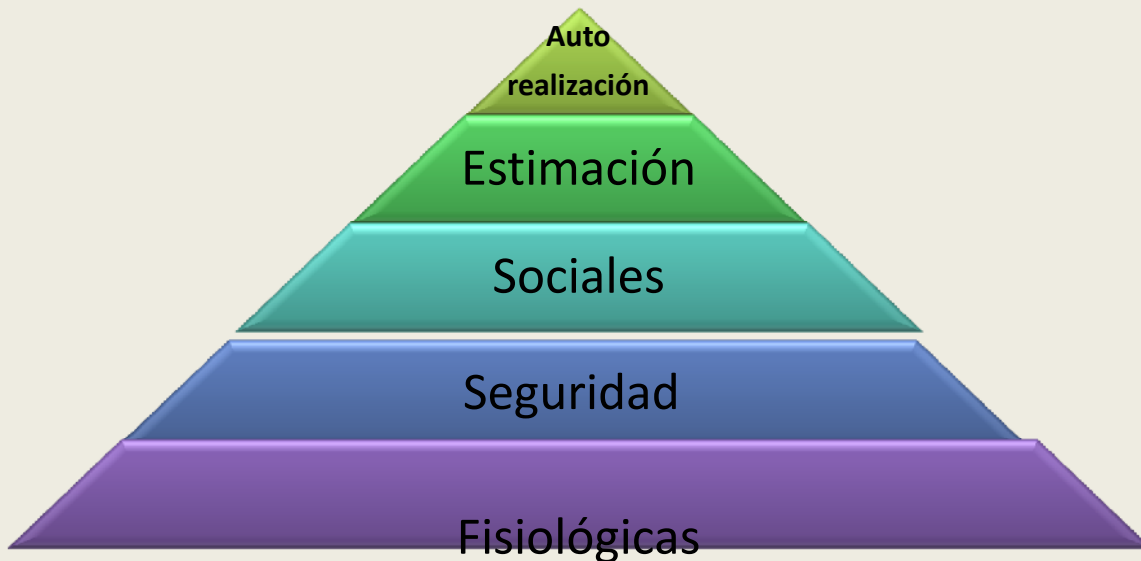 Auto
realización
Estimación
Sociales
Seguridad
Fisiológicas